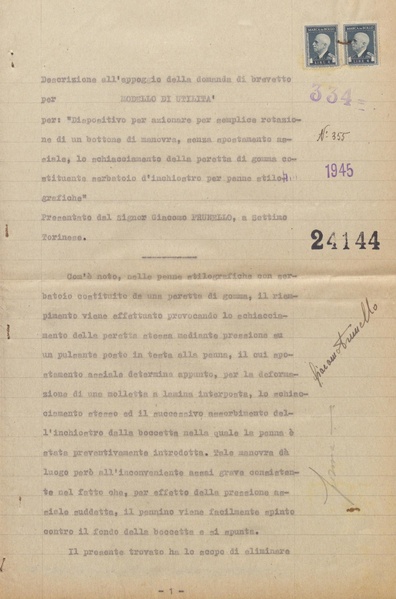 Descrizione all'appoggio della domanda di brevetto
per MODELLO DI UTILITA'
per: "Dispositivo per azionare per semplice rotazio-
ne di un bottone di manovra, senza spostamento as-
siale, lo schiacciamento della peretta di gomma co-
stituente serbatoio d'inchiostro per penne stilo-
grafiche"
Presentata dal Signor Giacomo PRUNELLO, a Settimo
Torinese.
334
N: 355
1945
24144
Com'è noto, nelle penne stilografiche con ser-
batoio costituito da una peretta di gomma, il riem-
pimento viene effettuato provocando lo schiaccia-
mento della peretta stessa mediante pressione su
un pulsante posto in testa alla penna, il cui spo-
stamento assiale determina appunto, per la deforma-
zione di una molletta a lamina interposta, lo schiac-
ciamento stesso ed il successivo assorbimento del-
l'inchiostro dalla boccetta nella quale la penna è
stata preventivamente introdotta. Tale manovra dà
luogo però all'inconveniente assai grave consisten-
te nel fatto che, per effetto della pressione as-
siale suddetta, il pennino viene facilmente spinto
contro il fondo della boccetta e si spunta.
Il presente trovato ha lo scopo di eliminare
Giacomo Prunello
- 1 -